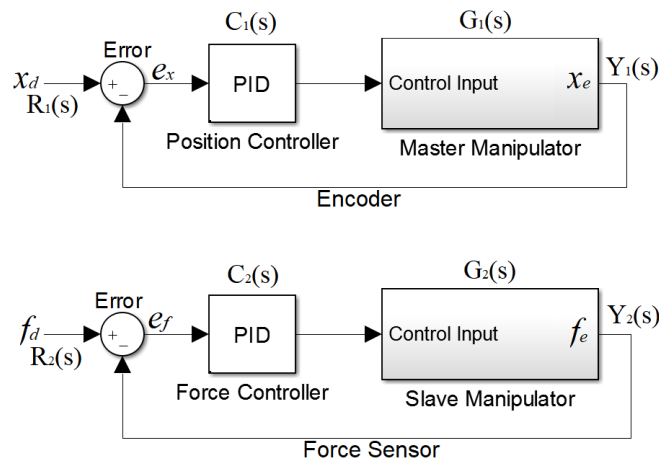 C₁(s)
G₁(s)
Error
x_d
+
−
e_x
PID
Control Input
x_e
Y₁(s)
R₁(s)
Position Controller
Master Manipulator
Encoder
C₂(s)
G₂(s)
Error
f_d
+
−
e_f
PID
Control Input
f_e
Y₂(s)
R₂(s)
Force Controller
Slave Manipulator
Force Sensor